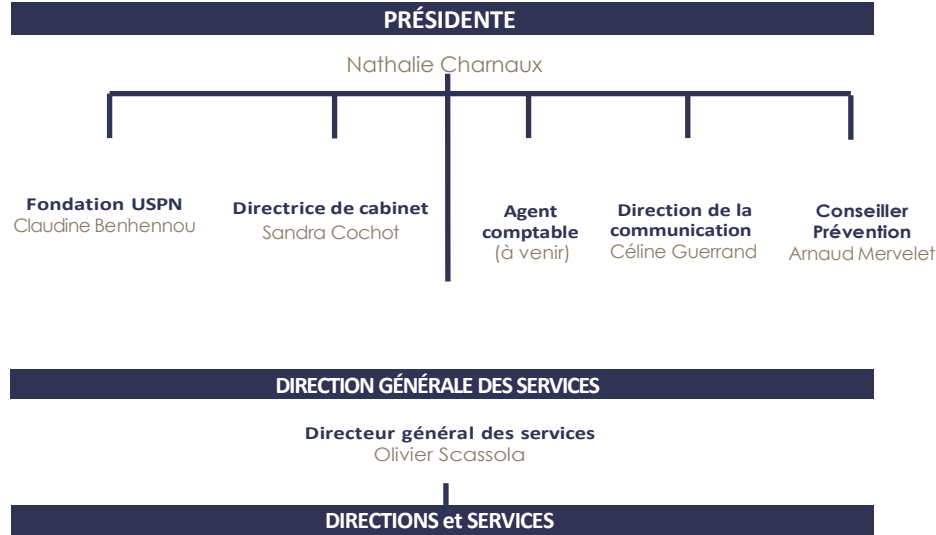 PRÉSIDENTE
Nathalie Charnaux
Fondation USPN
Claudine Benhennou
Directrice de cabinet
Sandra Cochot
Agent
comptable
(à venir)
Direction de la
communication
Céline Guerrand
Conseiller
Prévention
Arnaud Mervelet
DIRECTION GÉNÉRALE DES SERVICES
Directeur général des services
Olivier Scassola
DIRECTIONS et SERVICES